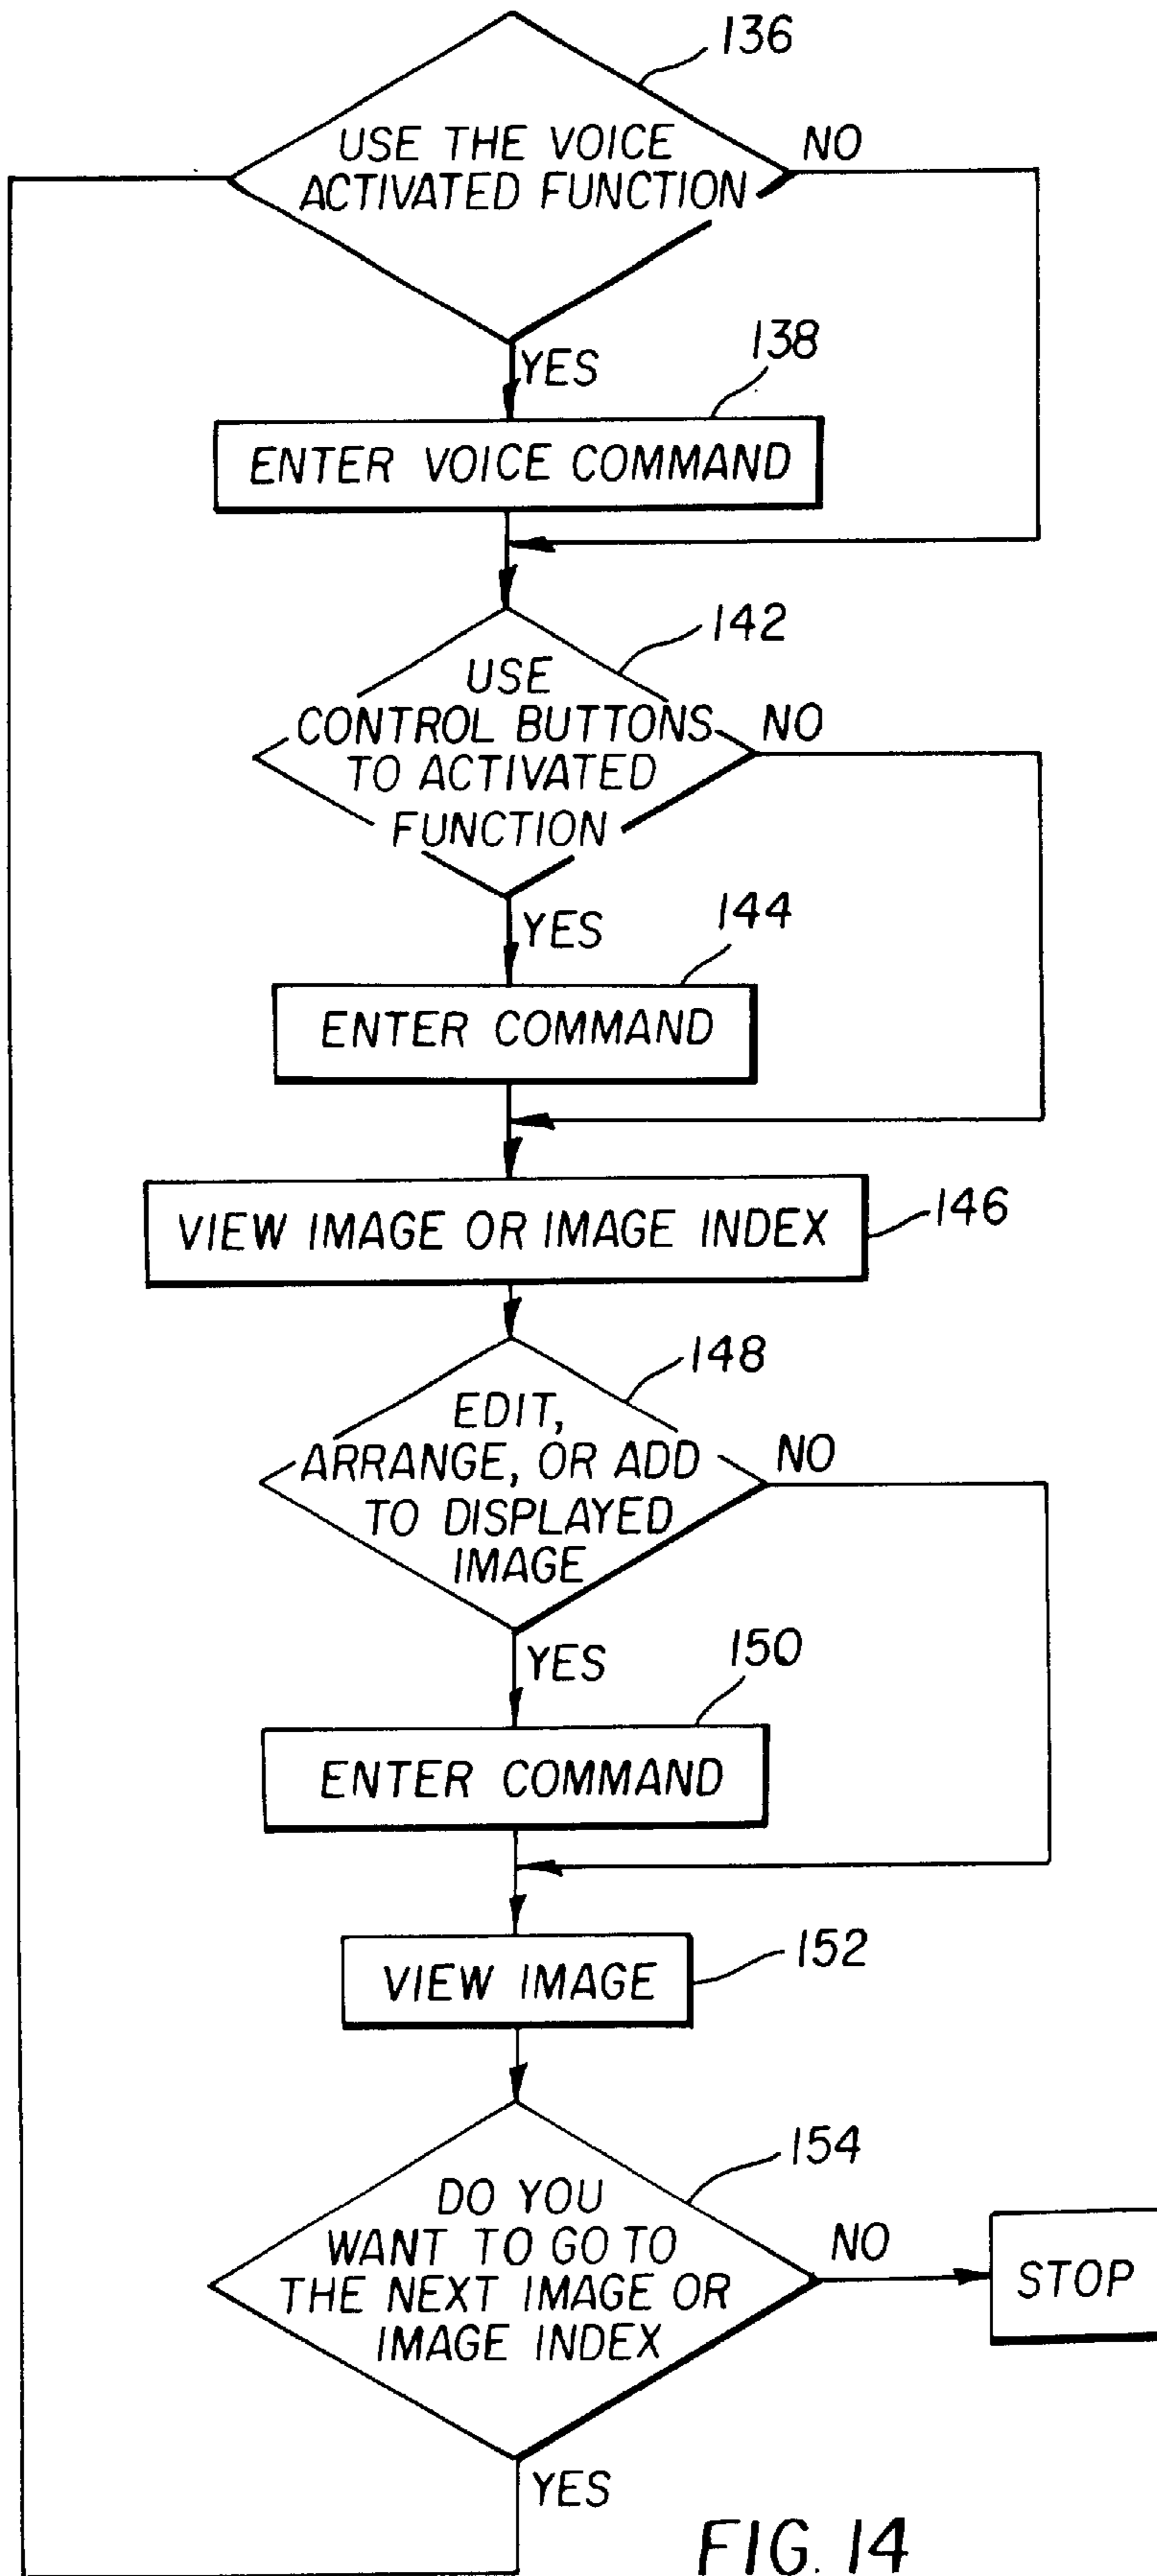 136
USE THE VOICE
ACTIVATED FUNCTION
NO
YES
138
ENTER VOICE COMMAND
142
USE
CONTROL BUTTONS
TO ACTIVATED
FUNCTION
NO
YES
144
ENTER COMMAND
VIEW IMAGE OR IMAGE INDEX
146
148
EDIT,
ARRANGE, OR ADD
TO DISPLAYED
IMAGE
NO
YES
150
ENTER COMMAND
VIEW IMAGE
152
154
DO YOU
WANT TO GO TO
THE NEXT IMAGE OR
IMAGE INDEX
NO
STOP
YES
FIG. 14